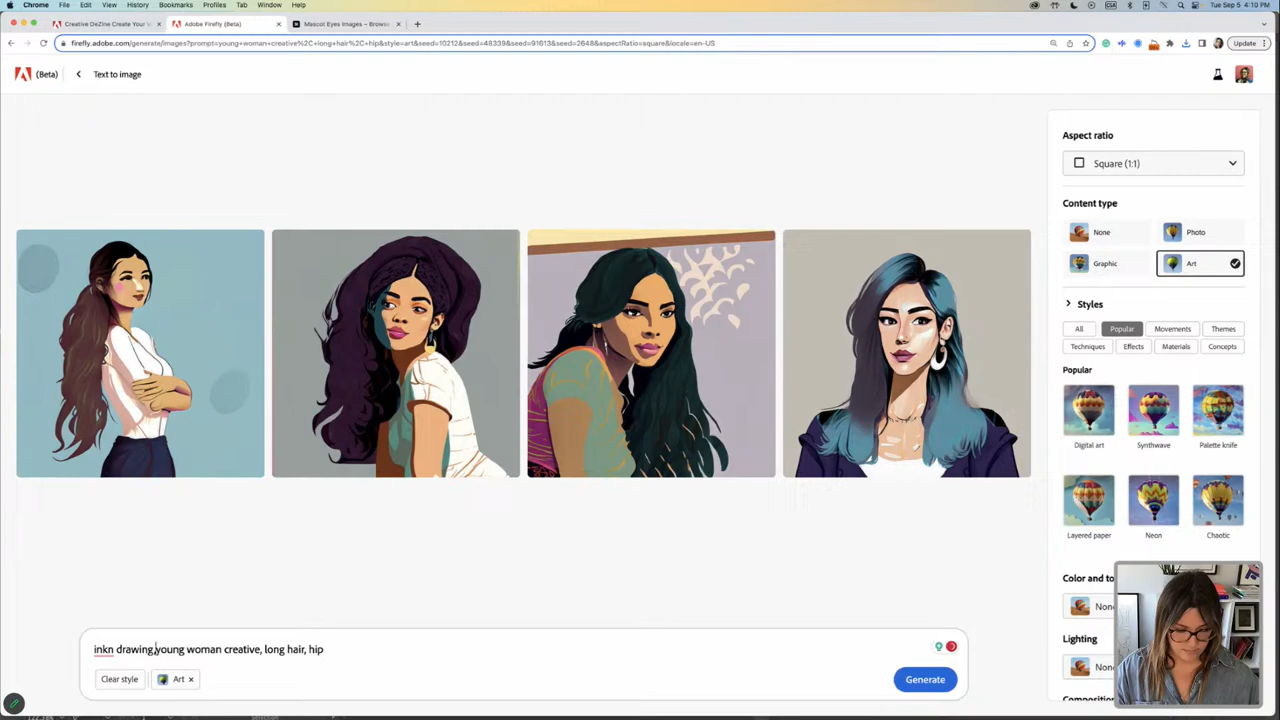 Chrome File Edit View History Bookmarks Profiles Tab Window Help Tue Sep 5 4:10 PM
Creative DeZine Create Your V Adobe Firefly (Beta) Mascot Eyes Images – Browse
firefly.adobe.com/generate/images?prompt=young+woman+creative%2C+long+hair%2C+hip&style=art&seed=10212&seed=48339&seed=91613&seed=2648&aspectRatio=square&locale=en-US Update
(Beta) Text to image
Aspect ratio
Square (1:1)
Content type
None Photo
Graphic Art
Styles
All Popular Movements Themes
Techniques Effects Materials Concepts
Popular
Digital art Synthwave Palette knife
Layered paper Neon Chaotic
Color and to
None
Lighting
None
inkn drawing,young woman creative, long hair, hip
Clear style Art Generate